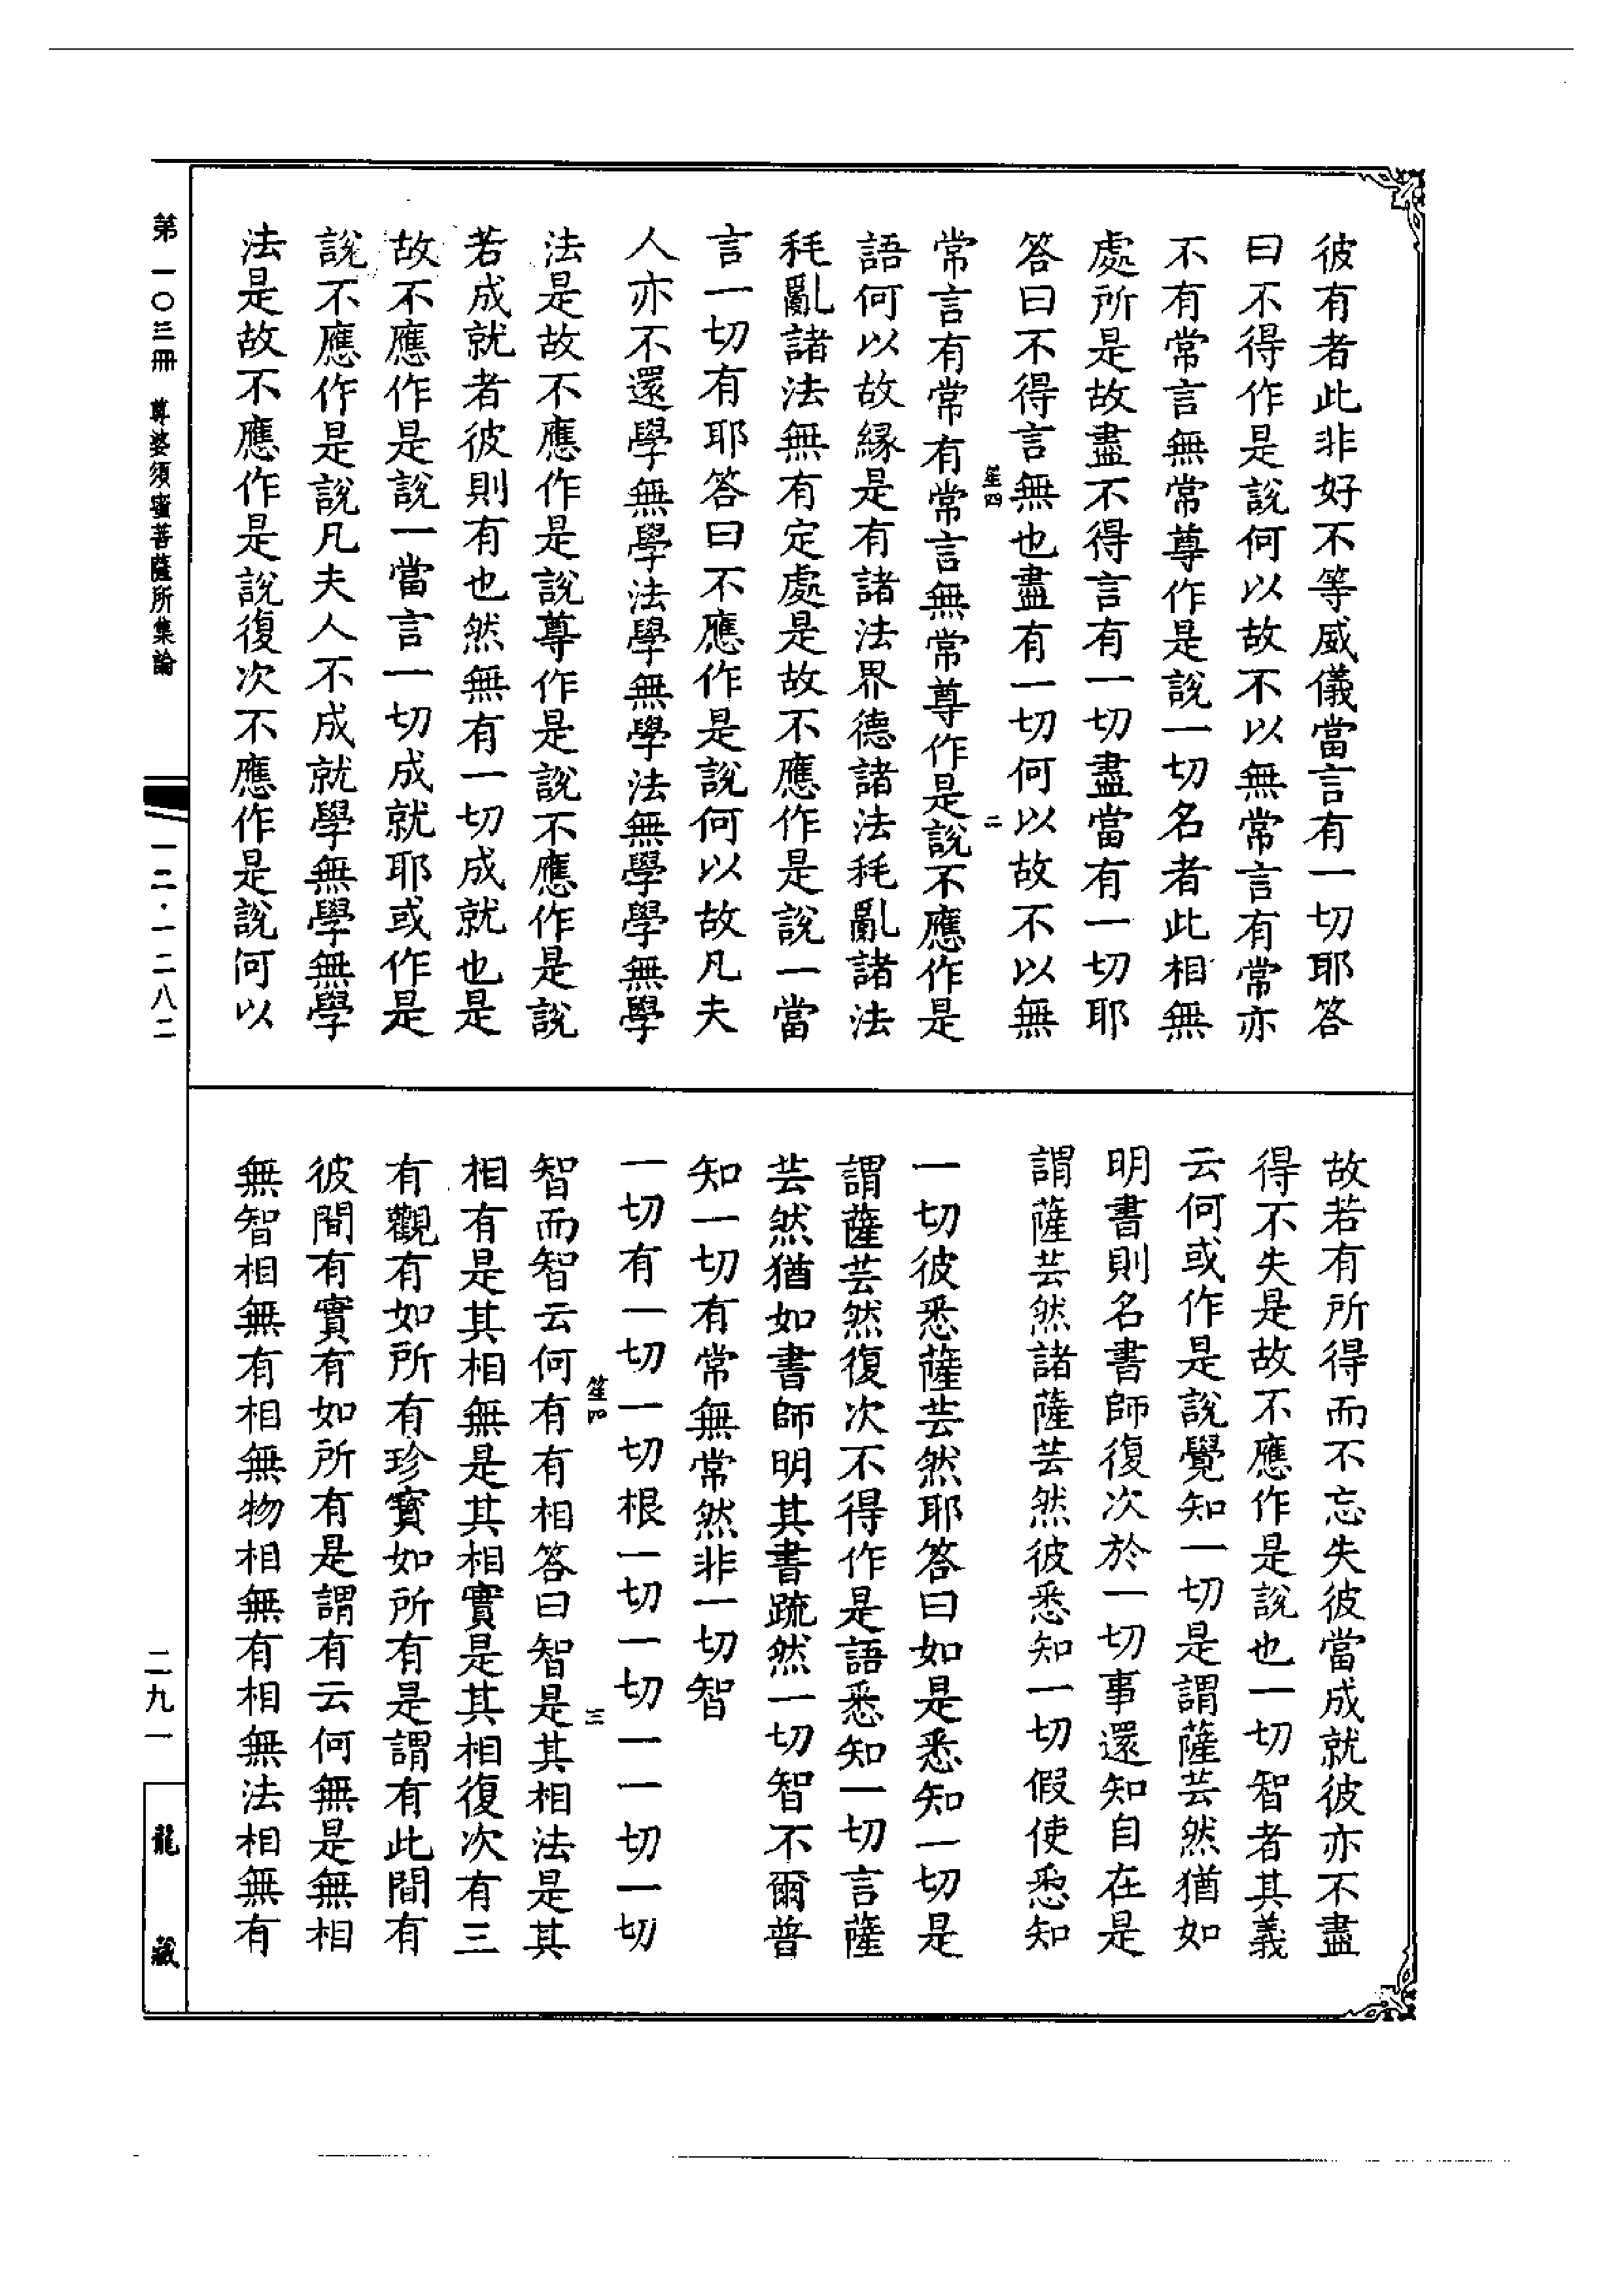 彼有者此非好不等威儀當言有一切耶答
曰不得作是說何以故不以無常言有常亦
不有常言無常尊作是說一切名者此相無
處所是故盡不得言有一切盡當有一切耶
答曰不得言無也盡有一切何以故不以無
笙四 二
常言有常有常言無常尊作是說不應作是
語何以故緣是有諸法界德諸法秏亂諸法
秏亂諸法無有定處是故不應作是說一當
言一切有耶答曰不應作是說何以故凡夫
人亦不還學無學法學無學法無學學無學
法是故不應作是說尊作是說不應作是說
若成就者彼則有也然無有一切成就也是
故不應作是說一當言一切成就耶或作是
說不應作是說凡夫人不成就學無學無學
法是故不應作是說復次不應作是說何以
故若有所得而不忘失彼當成就彼亦不盡
得不失是故不應作是說也一切智者其義
云何或作是說覺知一切是謂薩芸然猶如
明書則名書師復次於一切事還知自在是
謂薩芸然諸薩芸然彼悉知一切假使悉知
一切彼悉薩芸然耶答曰如是悉知一切是
謂薩芸然復次不得作是語悉知一切言薩
芸然猶如書師明其書䟽然一切智不爾普
知一切有常無常然非一切智
一切有一切一切根一切一切一一切一切
笙四 三
智而智云何有有相答曰智是其相法是其
相有是其相無是其相實是其相復次有三
有觀有如所有珍寶如所有是謂有此間有
彼間有實有如所有是謂有云何無是無相
無智相無有相無物相無有相無法相無有
第一〇三冊 尊婆須蜜菩薩所集論
一二·一二八二
二九一
龍藏